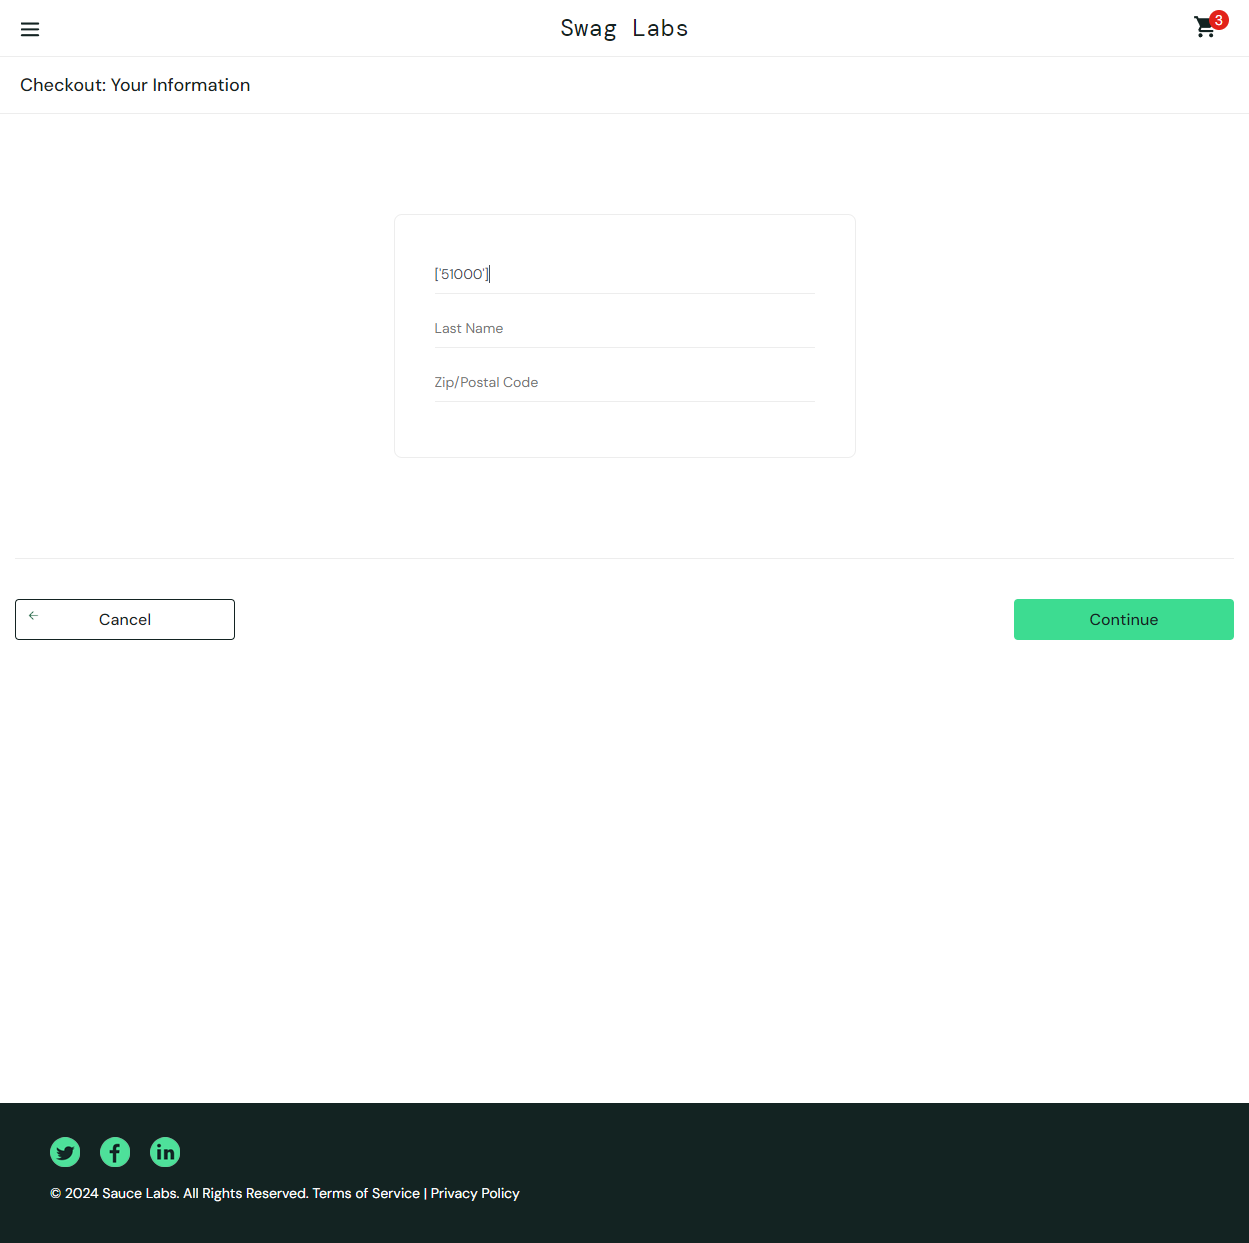 Swag Labs
3
Checkout: Your Information
['51000']
Last Name
Zip/Postal Code
Cancel
Continue
© 2024 Sauce Labs. All Rights Reserved. Terms of Service | Privacy Policy